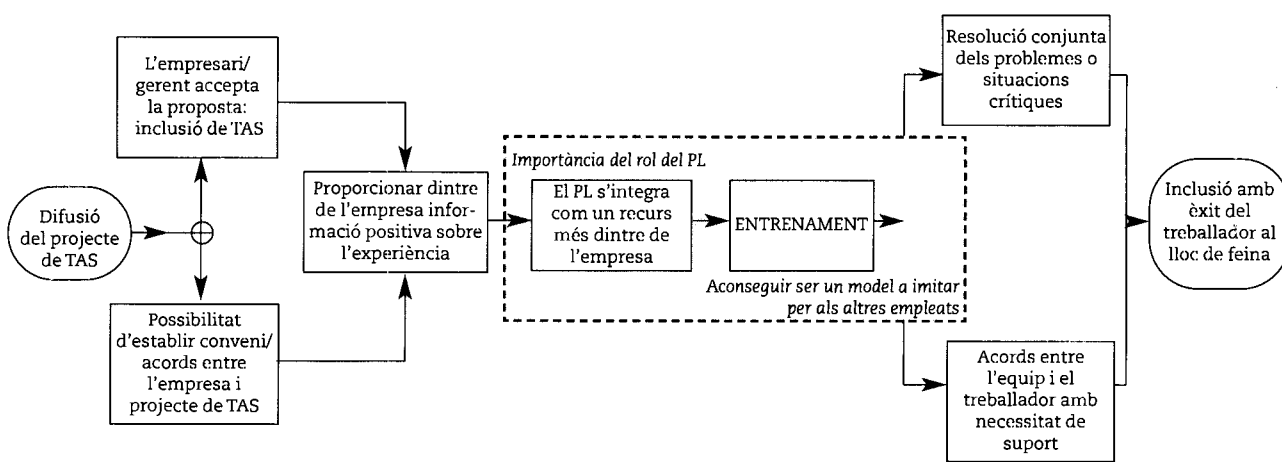 Difusió
del projecte
de TAS
L'empresari/
gerent accepta
la proposta:
inclusió de TAS
Possibilitat
d'establir conveni/
acords entre
l'empresa i
projecte de TAS
Proporcionar dintre
de l'empresa infor-
mació positiva sobre
l'experiència
Importància del rol del PL
El PL s'integra
com un recurs
més dintre de
l'empresa
ENTRENAMENT
Aconseguir ser un model a imitar
per als altres empleats
Resolució conjunta
dels problemes o
situacions
crítiques
Acords entre
l'equip i el
treballador amb
necessitat de
suport
Inclusió amb
èxit del
treballador al
lloc de feina